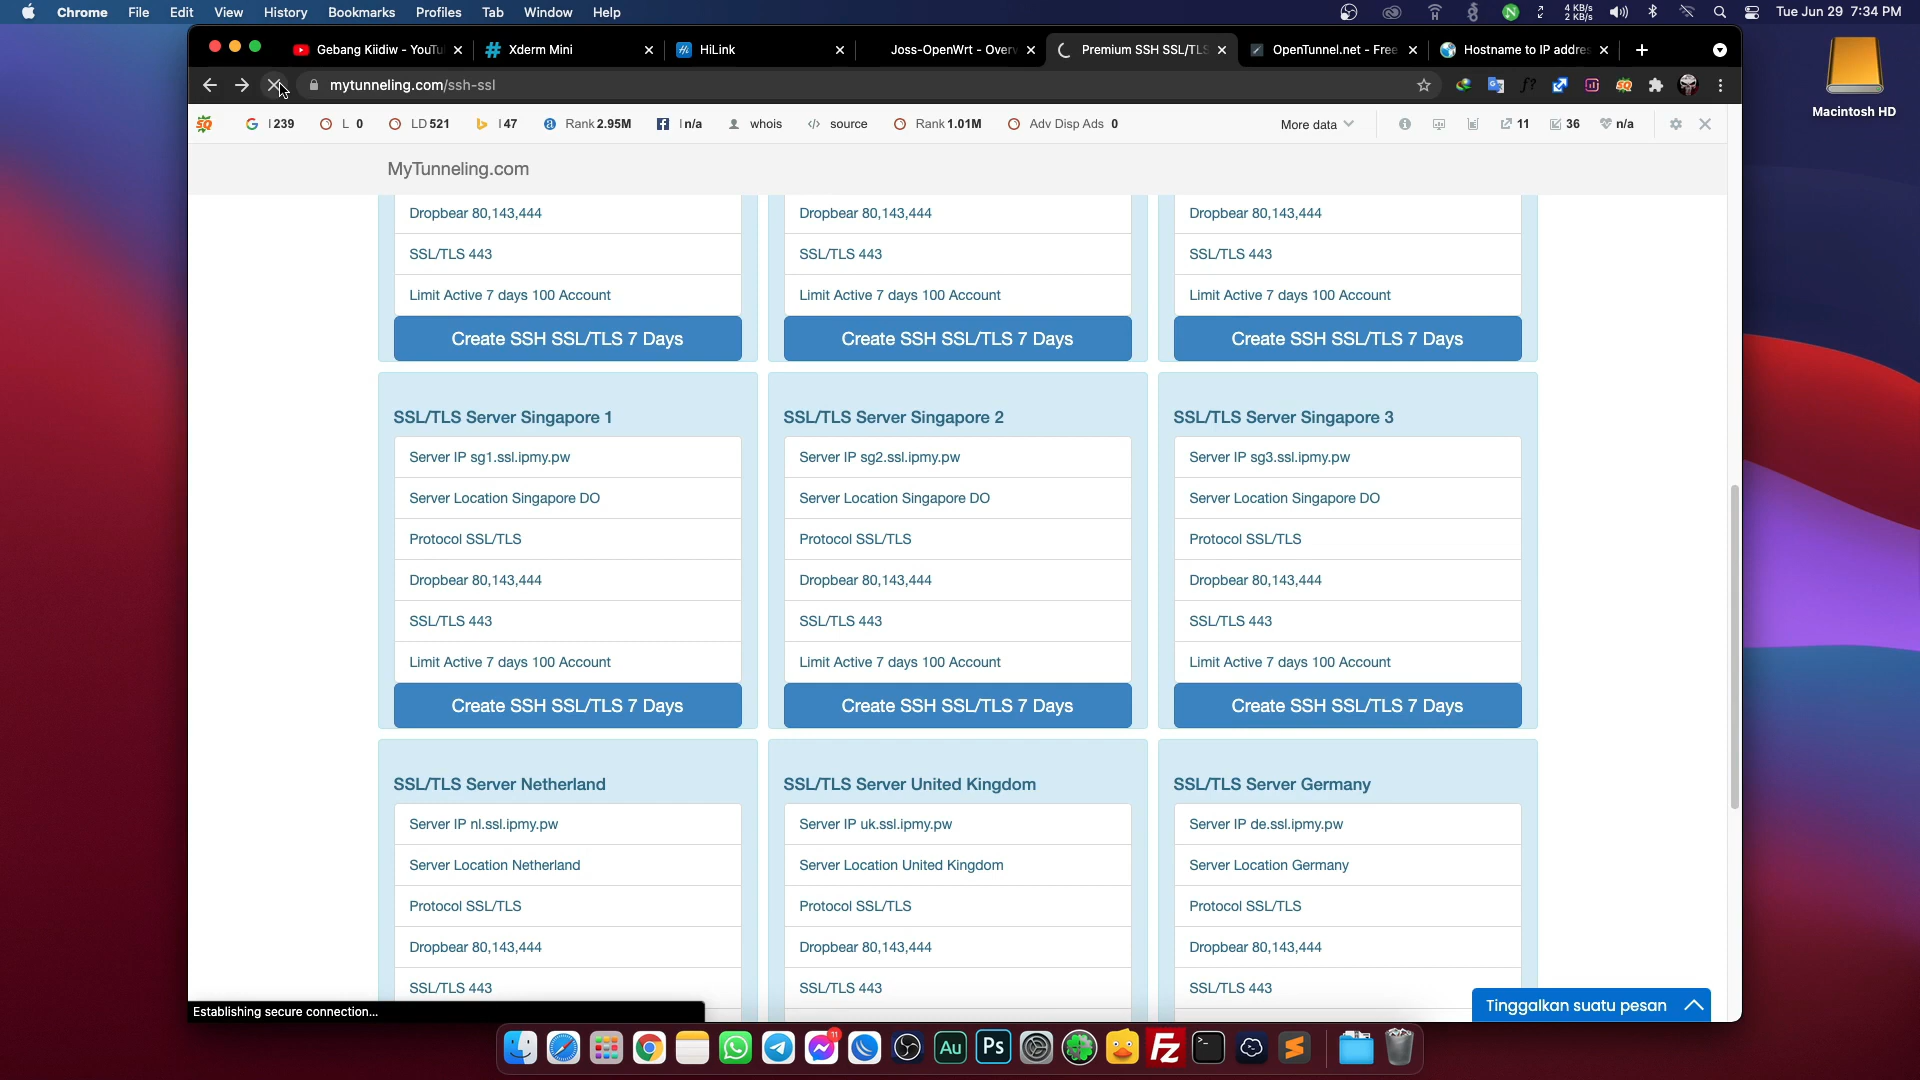 Chrome File Edit View History Bookmarks Profiles Tab Window Help
4 KB/s
2 KB/s
Tue Jun 29 7:34 PM
Gebang Kiidiw - YouTu
Xderm Mini
HiLink
Joss-OpenWrt - Overv
Premium SSH SSL/TLS
OpenTunnel.net - Free
Hostname to IP addres
mytunneling.com/ssh-ssl
Macintosh HD
I 239 L 0 LD 521 I 47 Rank 2.95M I n/a whois source Rank 1.01M Adv Disp Ads 0 More data 11 36 n/a
MyTunneling.com
Dropbear 80,143,444 Dropbear 80,143,444 Dropbear 80,143,444
SSL/TLS 443 SSL/TLS 443 SSL/TLS 443
Limit Active 7 days 100 Account Limit Active 7 days 100 Account Limit Active 7 days 100 Account
Create SSH SSL/TLS 7 Days Create SSH SSL/TLS 7 Days Create SSH SSL/TLS 7 Days
SSL/TLS Server Singapore 1 SSL/TLS Server Singapore 2 SSL/TLS Server Singapore 3
Server IP sg1.ssl.ipmy.pw Server IP sg2.ssl.ipmy.pw Server IP sg3.ssl.ipmy.pw
Server Location Singapore DO Server Location Singapore DO Server Location Singapore DO
Protocol SSL/TLS Protocol SSL/TLS Protocol SSL/TLS
Dropbear 80,143,444 Dropbear 80,143,444 Dropbear 80,143,444
SSL/TLS 443 SSL/TLS 443 SSL/TLS 443
Limit Active 7 days 100 Account Limit Active 7 days 100 Account Limit Active 7 days 100 Account
Create SSH SSL/TLS 7 Days Create SSH SSL/TLS 7 Days Create SSH SSL/TLS 7 Days
SSL/TLS Server Netherland SSL/TLS Server United Kingdom SSL/TLS Server Germany
Server IP nl.ssl.ipmy.pw Server IP uk.ssl.ipmy.pw Server IP de.ssl.ipmy.pw
Server Location Netherland Server Location United Kingdom Server Location Germany
Protocol SSL/TLS Protocol SSL/TLS Protocol SSL/TLS
Dropbear 80,143,444 Dropbear 80,143,444 Dropbear 80,143,444
SSL/TLS 443 SSL/TLS 443 SSL/TLS 443
Establishing secure connection...
Tinggalkan suatu pesan
11
Au Ps Fz